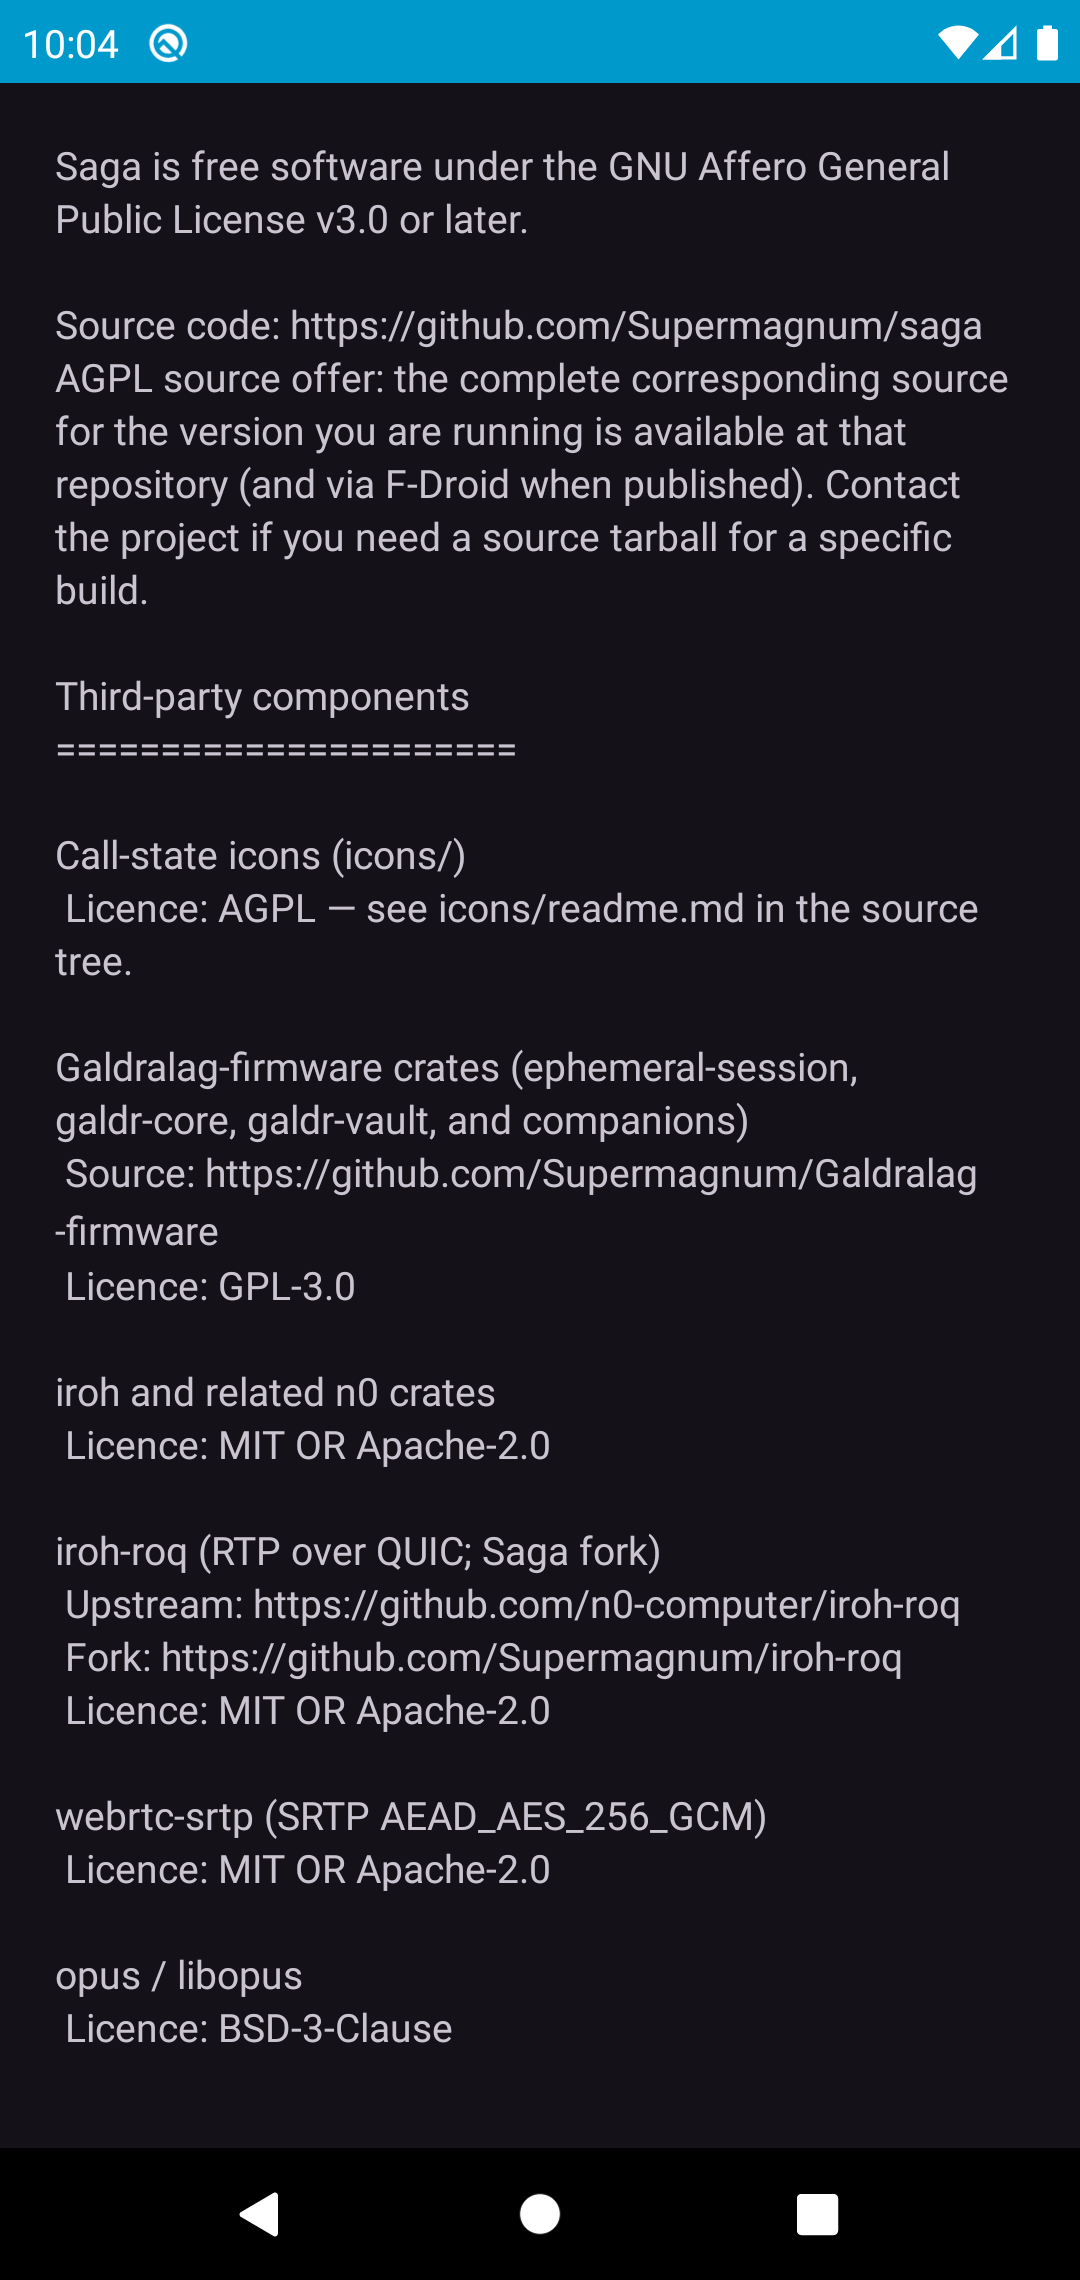 10:04
Saga is free software under the GNU Affero General
Public License v3.0 or later.
Source code: https://github.com/Supermagnum/saga
AGPL source offer: the complete corresponding source
for the version you are running is available at that
repository (and via F-Droid when published). Contact
the project if you need a source tarball for a specific
build.
Third-party components
======================
Call-state icons (icons/)
Licence: AGPL — see icons/readme.md in the source
tree.
Galdralag-firmware crates (ephemeral-session,
galdr-core, galdr-vault, and companions)
Source: https://github.com/Supermagnum/Galdralag
-firmware
Licence: GPL-3.0
iroh and related n0 crates
Licence: MIT OR Apache-2.0
iroh-roq (RTP over QUIC; Saga fork)
Upstream: https://github.com/n0-computer/iroh-roq
Fork: https://github.com/Supermagnum/iroh-roq
Licence: MIT OR Apache-2.0
webrtc-srtp (SRTP AEAD_AES_256_GCM)
Licence: MIT OR Apache-2.0
opus / libopus
Licence: BSD-3-Clause